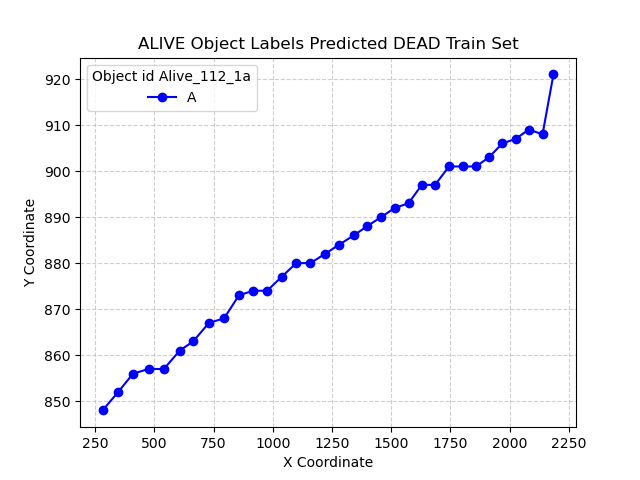 ALIVE Object Labels Predicted DEAD Train Set
Object id Alive_112_1a
A
920
910
900
890
880
870
860
850
Y Coordinate
250 500 750 1000 1250 1500 1750 2000 2250
X Coordinate